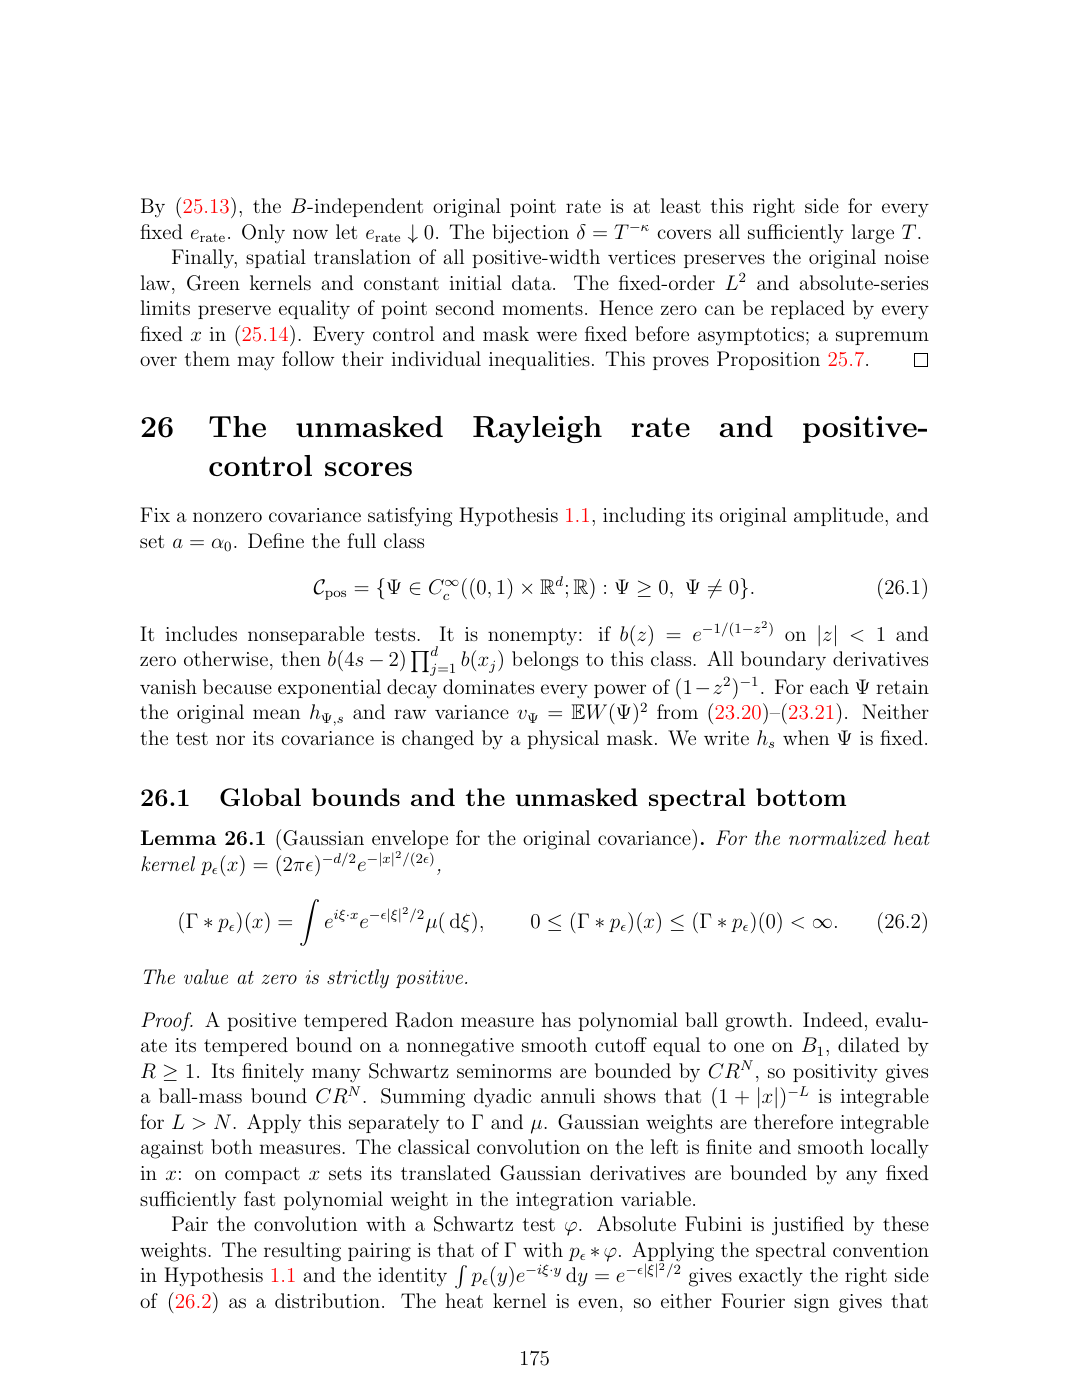 By (25.13), the B-independent original point rate is at least this right side for every
fixed e_rate. Only now let e_rate ↓ 0. The bijection δ = T^{−κ} covers all sufficiently large T.
Finally, spatial translation of all positive-width vertices preserves the original noise
law, Green kernels and constant initial data. The fixed-order L² and absolute-series
limits preserve equality of point second moments. Hence zero can be replaced by every
fixed x in (25.14). Every control and mask were fixed before asymptotics; a supremum
over them may follow their individual inequalities. This proves Proposition 25.7. □
26 The unmasked Rayleigh rate and positive-
control scores
Fix a nonzero covariance satisfying Hypothesis 1.1, including its original amplitude, and
set a = α₀. Define the full class
𝒞_pos = {Ψ ∈ C_c^∞((0, 1) × ℝ^d; ℝ) : Ψ ≥ 0, Ψ ≠ 0}. (26.1)
It includes nonseparable tests. It is nonempty: if b(z) = e^{−1/(1−z²)} on |z| < 1 and
zero otherwise, then b(4s − 2) ∏_{j=1}^d b(x_j) belongs to this class. All boundary derivatives
vanish because exponential decay dominates every power of (1−z²)^{−1}. For each Ψ retain
the original mean h_{Ψ,s} and raw variance v_Ψ = 𝔼W(Ψ)² from (23.20)–(23.21). Neither
the test nor its covariance is changed by a physical mask. We write h_s when Ψ is fixed.
26.1 Global bounds and the unmasked spectral bottom
Lemma 26.1 (Gaussian envelope for the original covariance). For the normalized heat
kernel p_ϵ(x) = (2πϵ)^{−d/2}e^{−|x|²/(2ϵ)},
(Γ ∗ p_ϵ)(x) = ∫ e^{iξ·x}e^{−ϵ|ξ|²/2}μ( dξ), 0 ≤ (Γ ∗ p_ϵ)(x) ≤ (Γ ∗ p_ϵ)(0) < ∞. (26.2)
The value at zero is strictly positive.
Proof. A positive tempered Radon measure has polynomial ball growth. Indeed, evalu-
ate its tempered bound on a nonnegative smooth cutoff equal to one on B₁, dilated by
R ≥ 1. Its finitely many Schwartz seminorms are bounded by CR^N, so positivity gives
a ball-mass bound CR^N. Summing dyadic annuli shows that (1 + |x|)^{−L} is integrable
for L > N. Apply this separately to Γ and μ. Gaussian weights are therefore integrable
against both measures. The classical convolution on the left is finite and smooth locally
in x: on compact x sets its translated Gaussian derivatives are bounded by any fixed
sufficiently fast polynomial weight in the integration variable.
Pair the convolution with a Schwartz test φ. Absolute Fubini is justified by these
weights. The resulting pairing is that of Γ with p_ϵ ∗ φ. Applying the spectral convention
in Hypothesis 1.1 and the identity ∫ p_ϵ(y)e^{−iξ·y} dy = e^{−ϵ|ξ|²/2} gives exactly the right side
of (26.2) as a distribution. The heat kernel is even, so either Fourier sign gives that
175